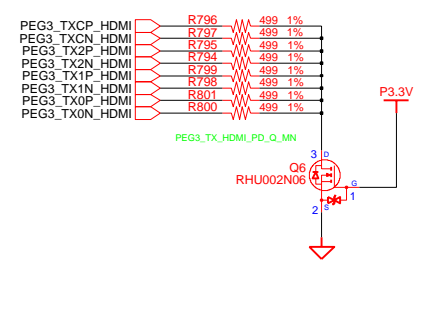 PEG3_TXCP_HDMI R796 499 1%
PEG3_TXCN_HDMI R797 499 1%
PEG3_TX2P_HDMI R795 499 1%
PEG3_TX2N_HDMI R794 499 1%
PEG3_TX1P_HDMI R799 499 1%
PEG3_TX1N_HDMI R798 499 1%
PEG3_TX0P_HDMI R801 499 1%
PEG3_TX0N_HDMI R800 499 1%
P3.3V
PEG3_TX_HDMI_PD_Q_MN
3 D
Q6
RHU002N06
G
1
2 S